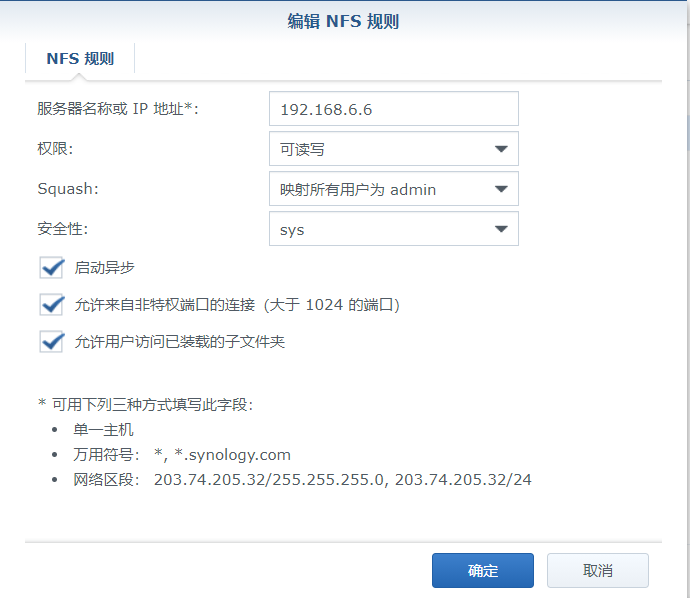 编辑 NFS 规则
NFS 规则
服务器名称或 IP 地址*: 192.168.6.6
权限: 可读写
Squash: 映射所有用户为 admin
安全性: sys
启动异步
允许来自非特权端口的连接 (大于 1024 的端口)
允许用户访问已装载的子文件夹
* 可用下列三种方式填写此字段:
• 单一主机
• 万用符号: *, *.synology.com
• 网络区段: 203.74.205.32/255.255.255.0, 203.74.205.32/24
确定 取消